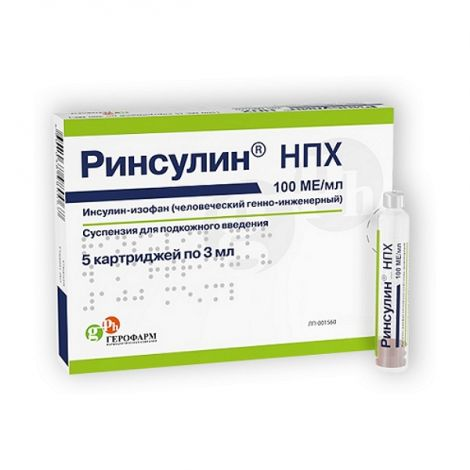 Ринсулин® НПХ
100 МЕ/мл
Инсулин-изофан (человеческий генно-инженерный)
Суспензия для подкожного введения
5 картриджей по 3 мл
gph
ГЕРОФАРМ
ЛП-001560
Ринсулин® НПХ
100 МЕ/мл